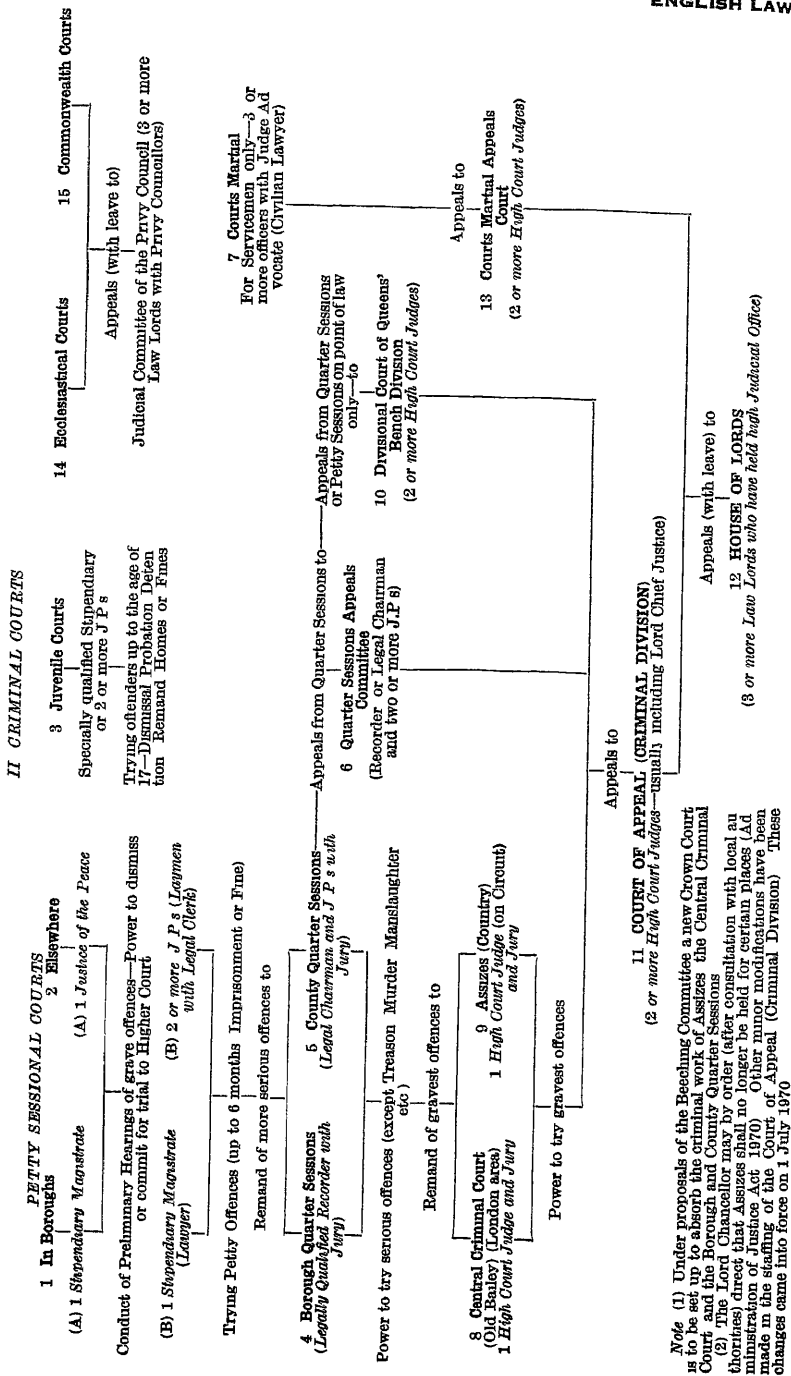 ENGLISH LAW
II CRIMINAL COURTS
PETTY SESSIONAL COURTS
1 In Boroughs
2 Elsewhere
(A) 1 Stipendiary Magistrate
(A) 1 Justice of the Peace
Conduct of Preliminary Hearings of grave offences—Power to dismiss
or commit for trial to Higher Court
(B) 1 Stipendiary Magistrate
(Lawyer)
(B) 2 or more J P s (Laymen
with Legal Clerk)
Trying Petty Offences (up to 6 months Imprisonment or Fine)
Remand of more serious offences to
4 Borough Quarter Sessions
(Legally Qualified Recorder with
Jury)
5 County Quarter Sessions
(Legal Chairman and J P s with
Jury)
Power to try serious offences (except Treason Murder Manslaughter
etc )
Remand of gravest offences to
8 Central Criminal Court
(Old Bailey) (London area)
1 High Court Judge and Jury
9 Assizes (Country)
1 High Court Judge (on Circuit)
and Jury
Power to try gravest offences
3 Juvenile Courts
Specially qualified Stipendiary
or 2 or more J P s
Trying offenders up to the age of
17—Dismissal Probation Deten
tion Remand Homes or Fines
Appeals from Quarter Sessions to
6 Quarter Sessions Appeals
Committee
(Recorder or Legal Chairman
and two or more J.P s)
Appeals from Quarter Sessions
or Petty Sessions on point of law
only—to
10 Divisional Court of Queens'
Bench Division
(2 or more High Court Judges)
14 Ecclesiastical Courts
15 Commonwealth Courts
Appeals (with leave to)
Judicial Committee of the Privy Council (3 or more
Law Lords with Privy Councillors)
7 Courts Martial
For Servicemen only—3 or
more officers with Judge Ad
vocate (Civilian Lawyer)
Appeals to
13 Courts Martial Appeals
Court
(2 or more High Court Judges)
Appeals to
11 COURT OF APPEAL (CRIMINAL DIVISION)
(2 or more High Court Judges—usually including Lord Chief Justice)
Appeals (with leave) to
12 HOUSE OF LORDS
(3 or more Law Lords who have held high Judicial Office)
Note (1) Under proposals of the Beeching Committee a new Crown Court
is to be set up to absorb the criminal work of Assizes the Central Criminal
Court and the Borough and County Quarter Sessions
(2) The Lord Chancellor may by order (after consultation with local au
thorities) direct that Assizes shall no longer be held for certain places (Ad
ministration of Justice Act 1970) Other minor modifications have been
made in the staffing of the Court of Appeal (Criminal Division) These
changes came into force on 1 July 1970